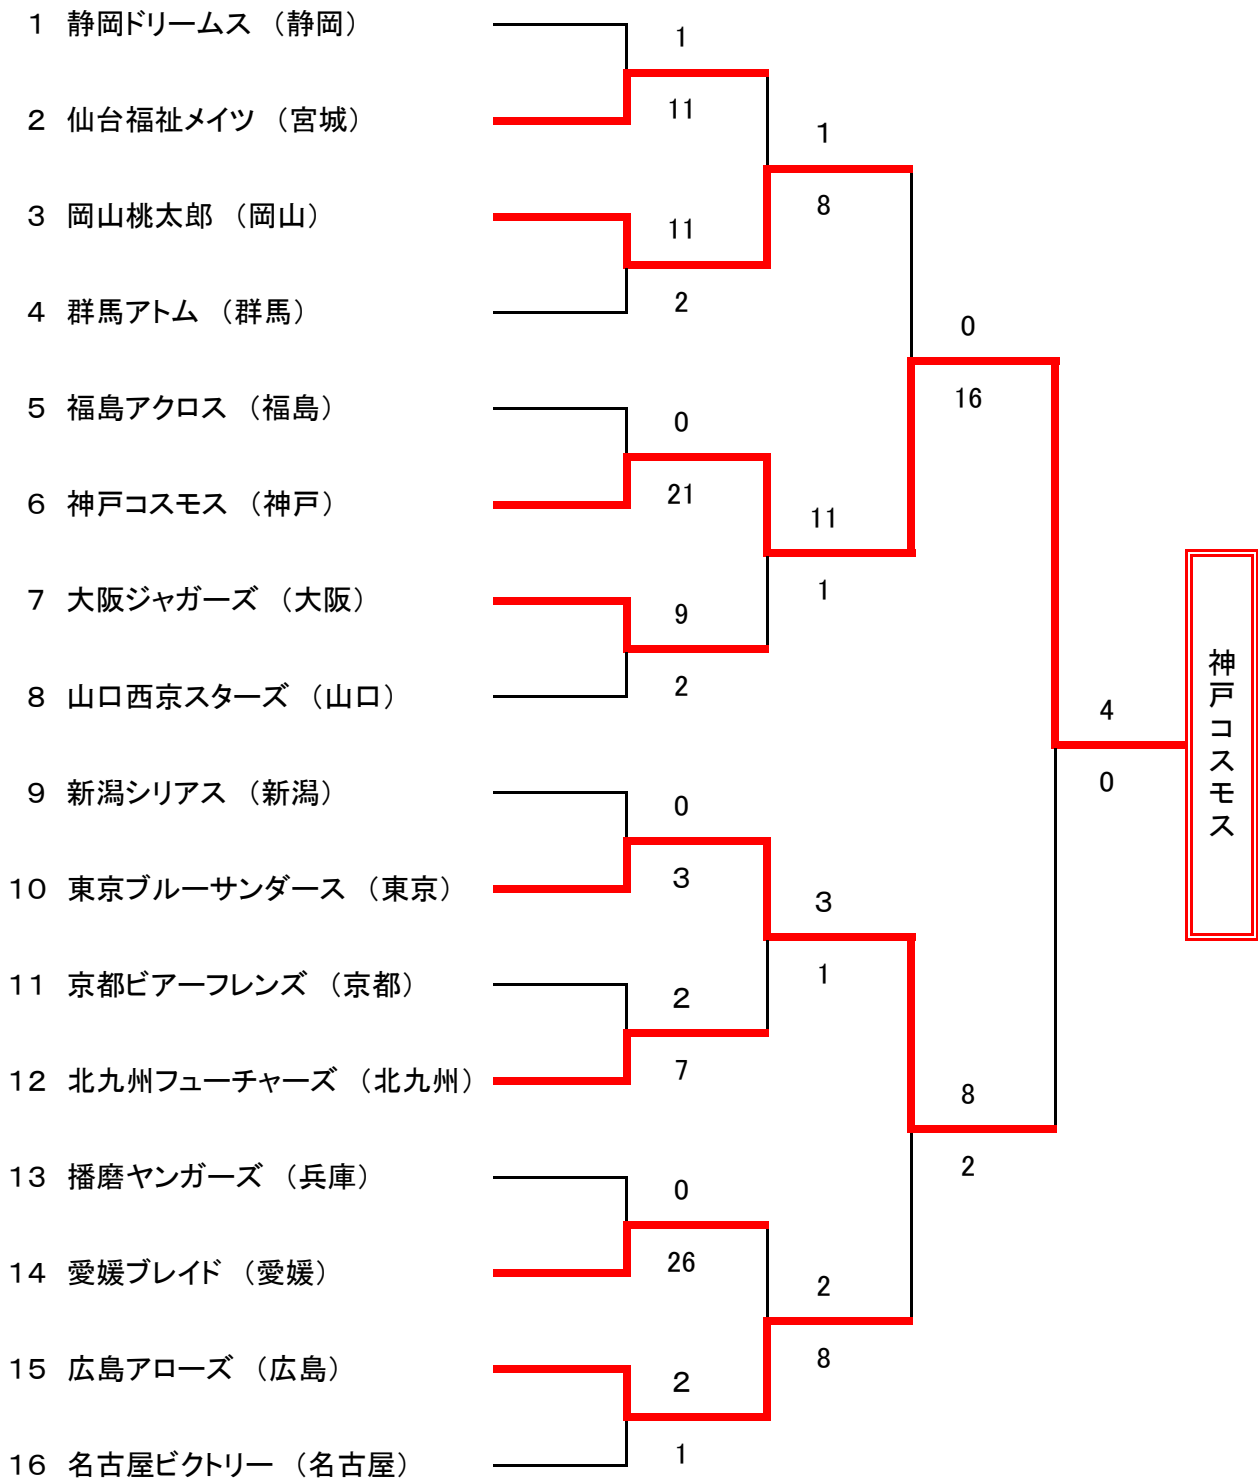 1 静岡ドリームス （静岡）
1
2 仙台福祉メイツ （宮城）
11
1
3 岡山桃太郎 （岡山）
11
8
4 群馬アトム （群馬）
2
0
5 福島アクロス （福島）
0
16
6 神戸コスモス （神戸）
21
11
7 大阪ジャガーズ （大阪）
9
1
8 山口西京スターズ （山口）
2
4
神戸コスモス
9 新潟シリアス （新潟）
0
0
10 東京ブルーサンダース （東京）
3
3
11 京都ビアーフレンズ （京都）
2
1
12 北九州フューチャーズ （北九州）
7
8
13 播磨ヤンガーズ （兵庫）
0
2
14 愛媛ブレイド （愛媛）
26
2
15 広島アローズ （広島）
2
8
16 名古屋ビクトリー （名古屋）
1